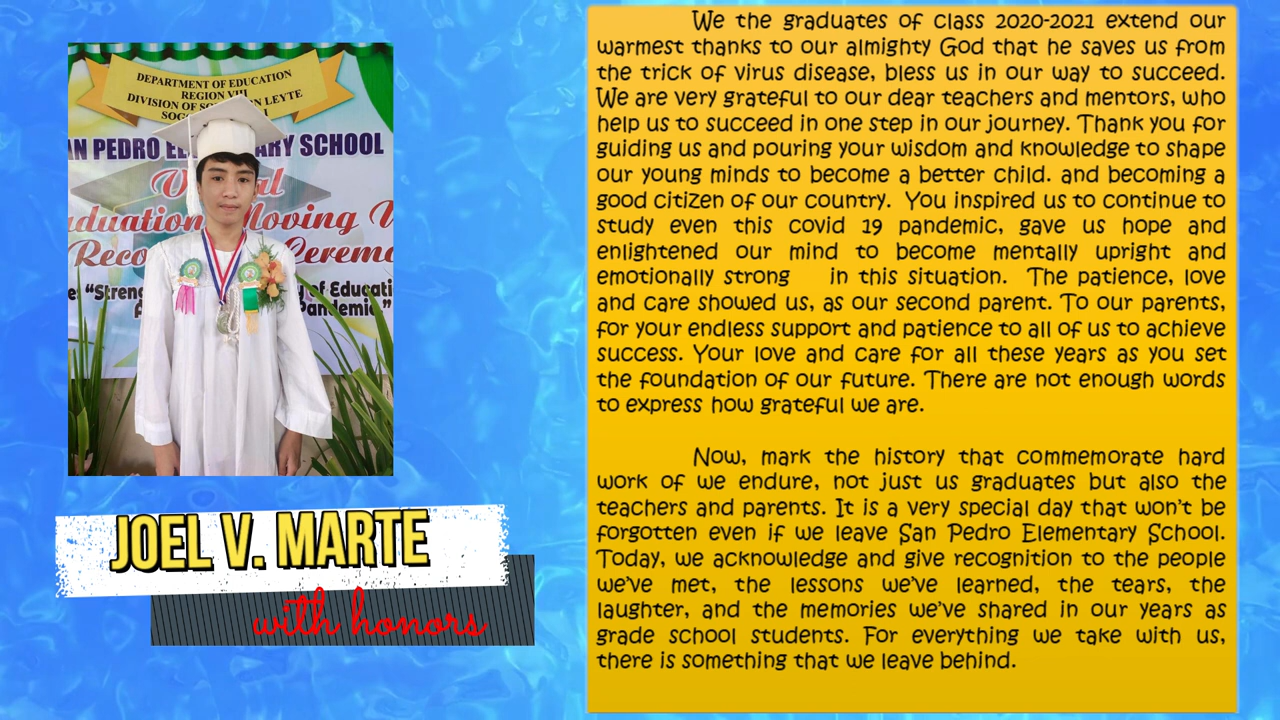 DEPARTMENT OF EDUCATION
REGION VIII
DIVISION OF SO LEYTE
PEDRO SCHOOL
JOEL V. MARTE
with honors
We the graduates of class 2020-2021 extend our
warmest thanks to our almighty God that he saves us from
the trick of virus disease, bless us in our way to succeed.
We are very grateful to our dear teachers and mentors, who
help us to succeed in one step in our journey. Thank you for
guiding us and pouring your wisdom and knowledge to shape
our young minds to become a better child. and becoming a
good citizen of our country. You inspired us to continue to
study even this covid 19 pandemic, gave us hope and
enlightened our mind to become mentally upright and
emotionally strong in this situation. The patience, love
and care showed us, as our second parent. To our parents,
for your endless support and patience to all of us to achieve
success. Your love and care for all these years as you set
the foundation of our future. There are not enough words
to express how grateful we are.
Now, mark the history that commemorate hard
work of we endure, not just us graduates but also the
teachers and parents. It is a very special day that won't be
forgotten even if we leave San Pedro Elementary School.
Today, we acknowledge and give recognition to the people
we've met, the lessons we've learned, the tears, the
laughter, and the memories we've shared in our years as
grade school students. For everything we take with us,
there is something that we leave behind.